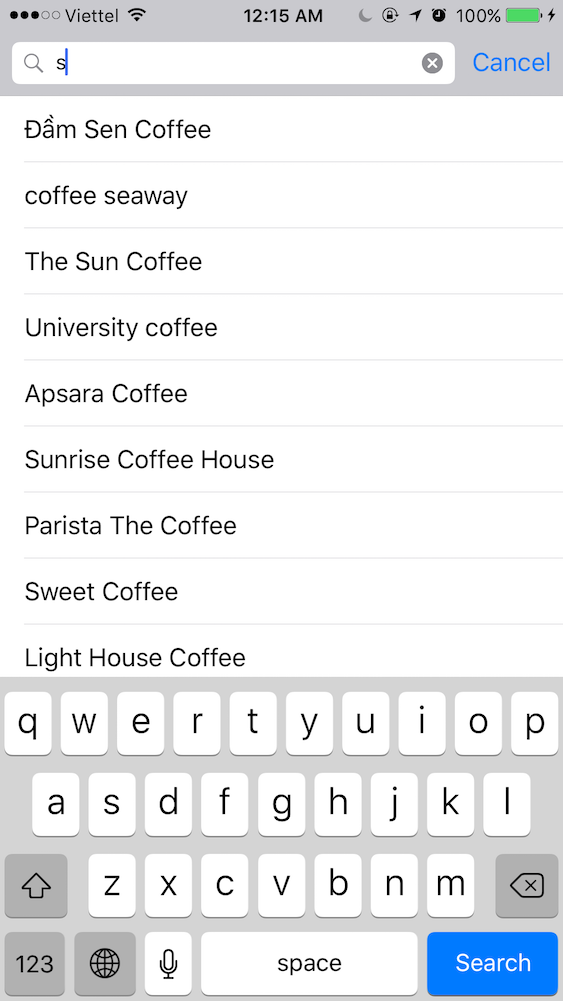 Viettel 12:15 AM 100%
s Cancel
Đầm Sen Coffee
coffee seaway
The Sun Coffee
University coffee
Apsara Coffee
Sunrise Coffee House
Parista The Coffee
Sweet Coffee
Light House Coffee
q w e r t y u i o p
a s d f g h j k l
z x c v b n m
123 space Search